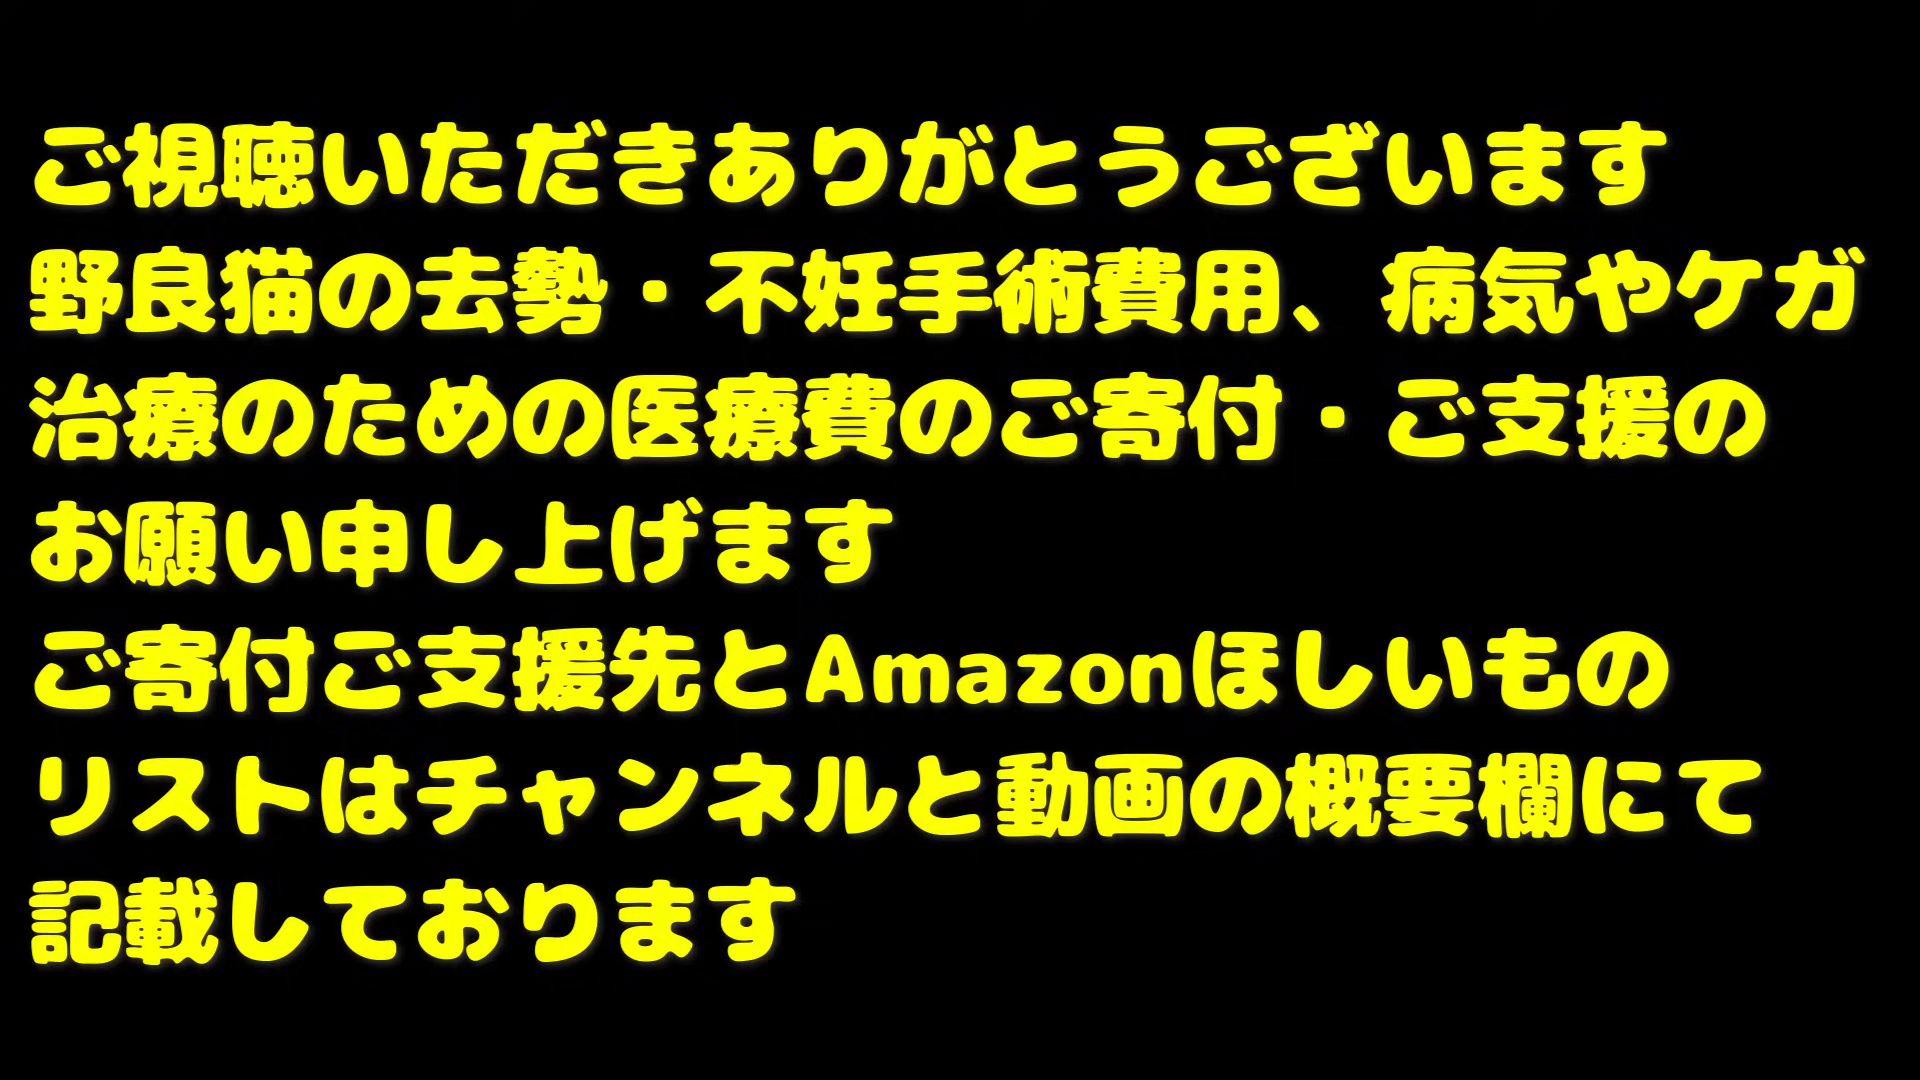 ご視聴いただきありがとうございます
野良猫の去勢・不妊手術費用、病気やケガ
治療のための医療費のご寄付・ご支援の
お願い申し上げます
ご寄付ご支援先とAmazonほしいもの
リストはチャンネルと動画の概要欄にて
記載しております